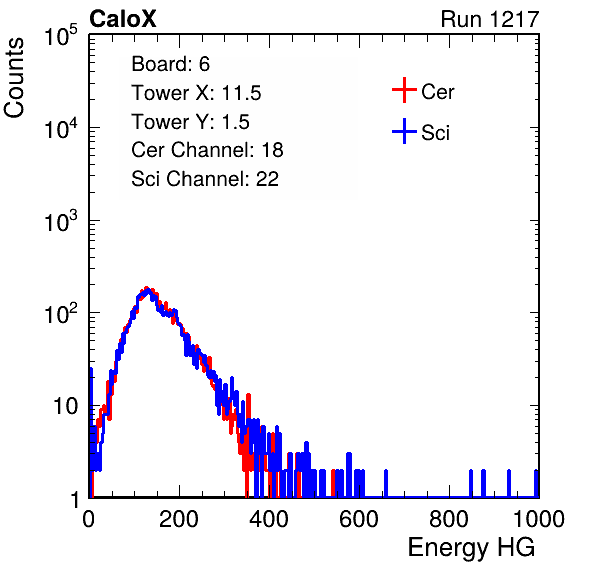 CaloX Run 1217
Counts
10^5
10^4
10^3
10^2
10
1
Board: 6
Tower X: 11.5
Tower Y: 1.5
Cer Channel: 18
Sci Channel: 22
Cer
Sci
0 200 400 600 800 1000
Energy HG